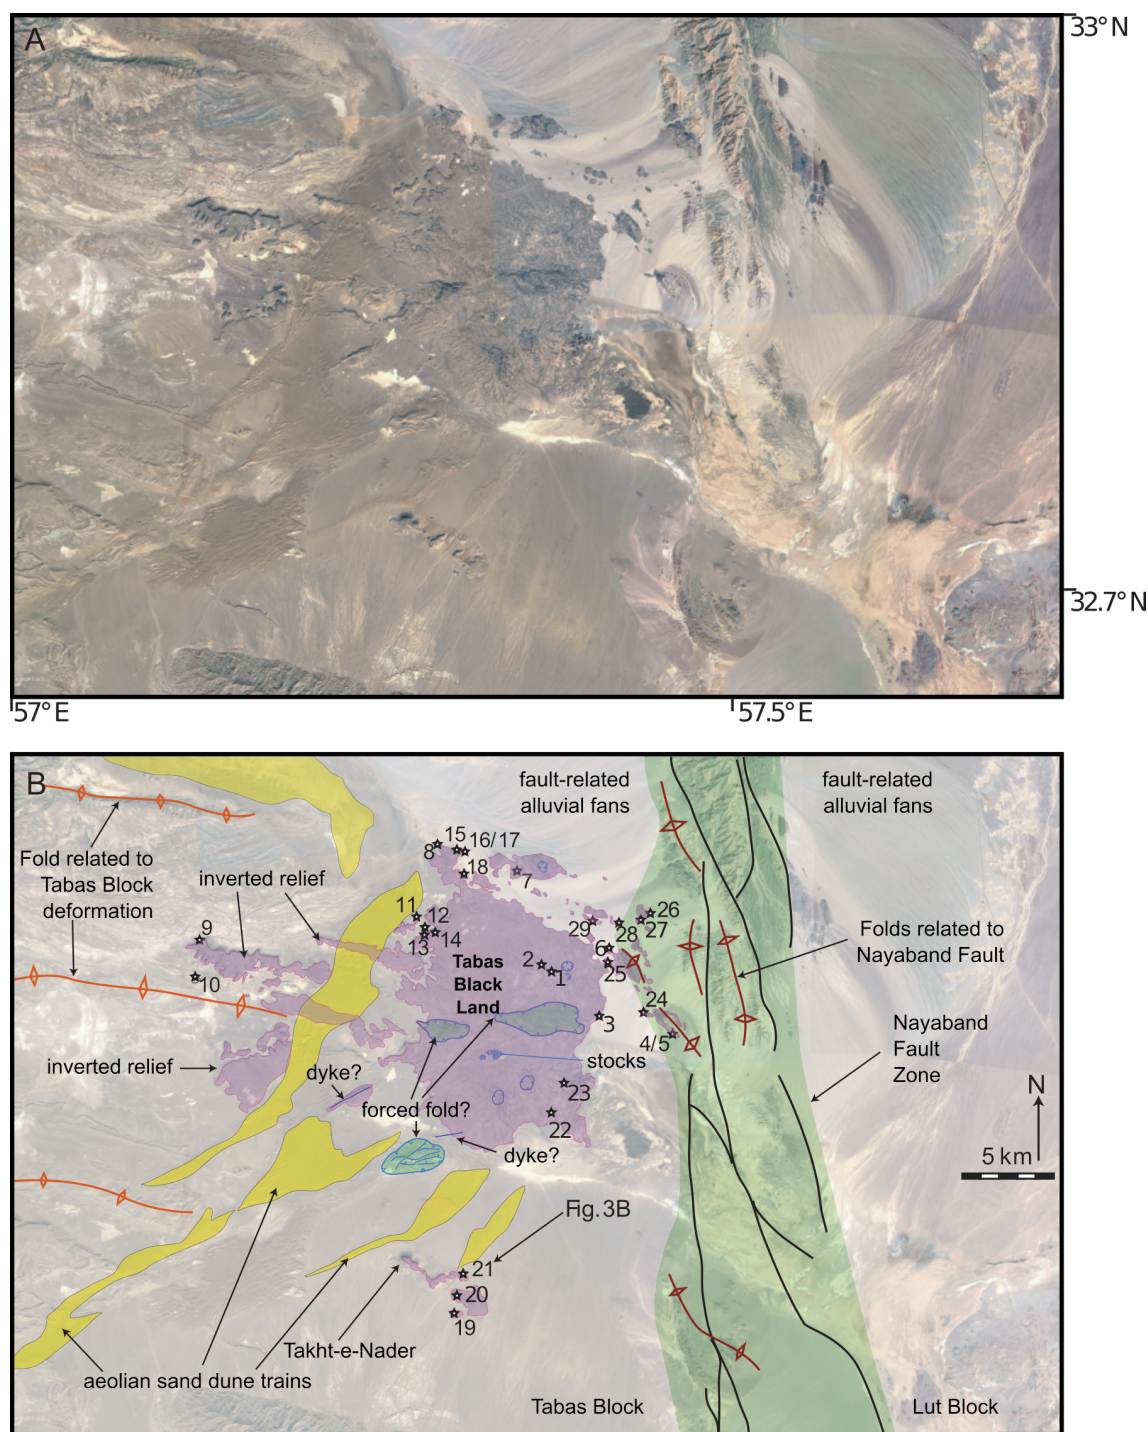 A
33° N
32.7° N
57° E
57.5° E
B
fault-related
alluvial fans
fault-related
alluvial fans
Fold related to
Tabas Block
deformation
inverted relief
15
16/17
8
18
7
11
12
13
14
9
10
26
27
28
29
6
25
2
1
Tabas
Black
Land
3
24
4/5
Folds related to
Nayaband Fault
Nayaband
Fault
Zone
N
5 km
inverted relief
dyke?
stocks
forced fold?
23
22
dyke?
Fig. 3B
21
20
19
Takht-e-Nader
aeolian sand dune trains
Tabas Block
Lut Block